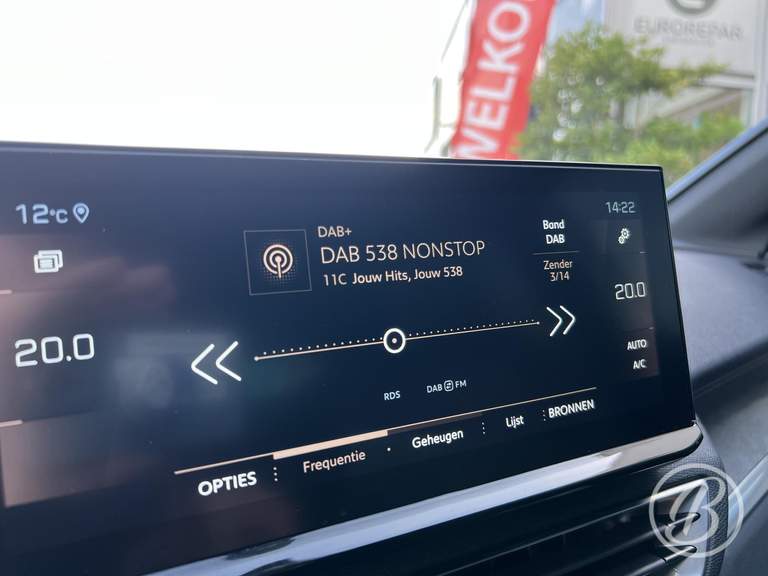 WELKO
EUROREPAR
12°C
14:22
DAB+
DAB 538 NONSTOP
11C Jouw Hits, Jouw 538
Band
DAB
Zender
3/14
20.0
20.0
AUTO
A/C
RDS
DAB FM
OPTIES
Frequentie
Geheugen
Lijst
BRONNEN
B